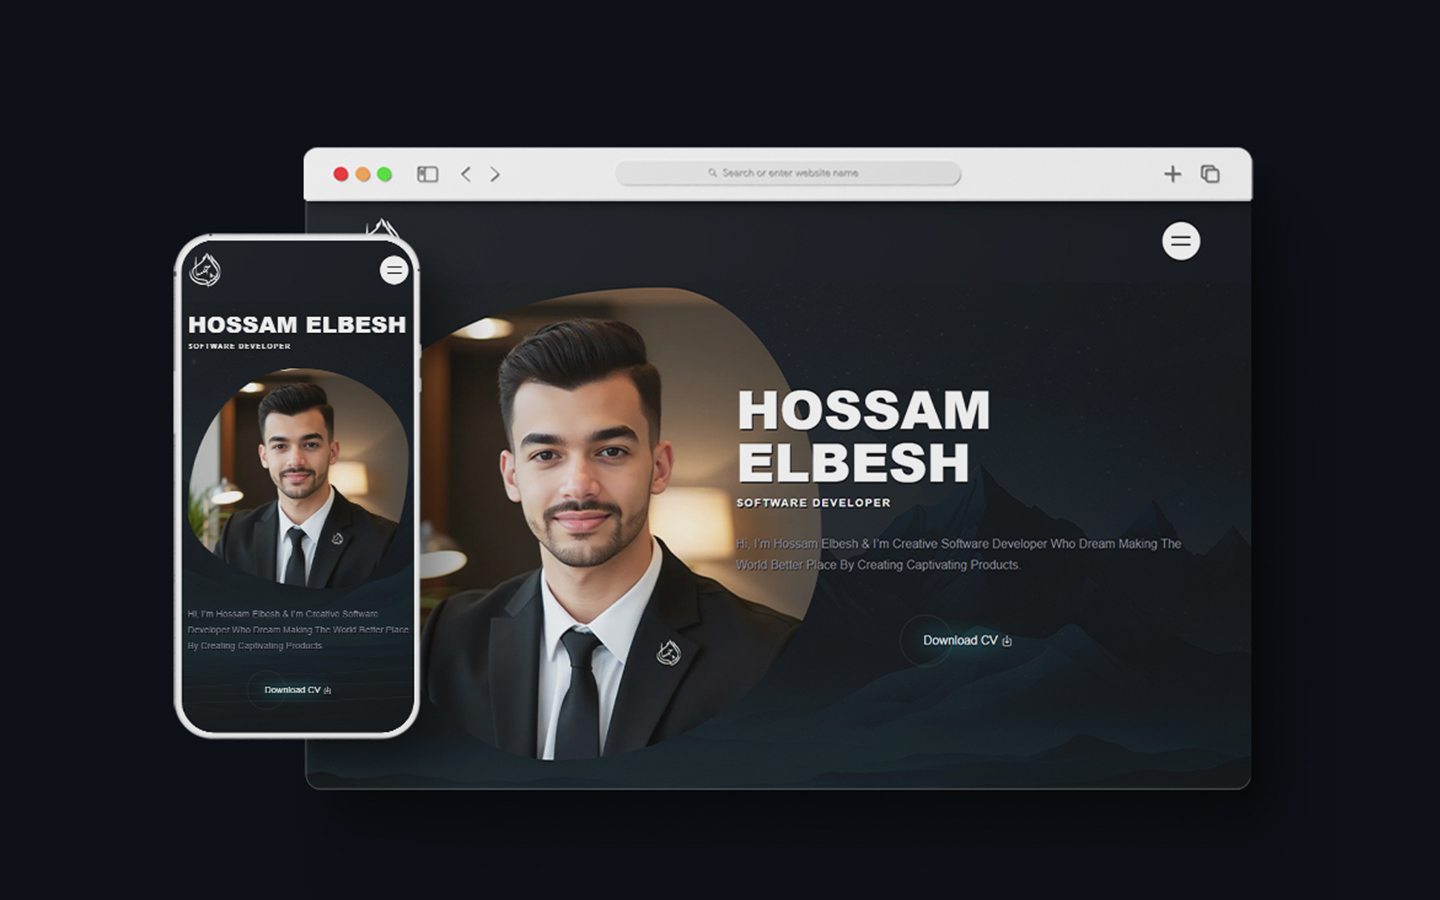 Search or enter website name
HOSSAM ELBESH
SOFTWARE DEVELOPER
Hi, I'm Hossam Elbesh & I'm Creative Software
Developer Who Dream Making The World Better Place
By Creating Captivating Products.
Download CV
HOSSAM
ELBESH
SOFTWARE DEVELOPER
Hi, I'm Hossam Elbesh & I'm Creative Software Developer Who Dream Making The
World Better Place By Creating Captivating Products.
Download CV